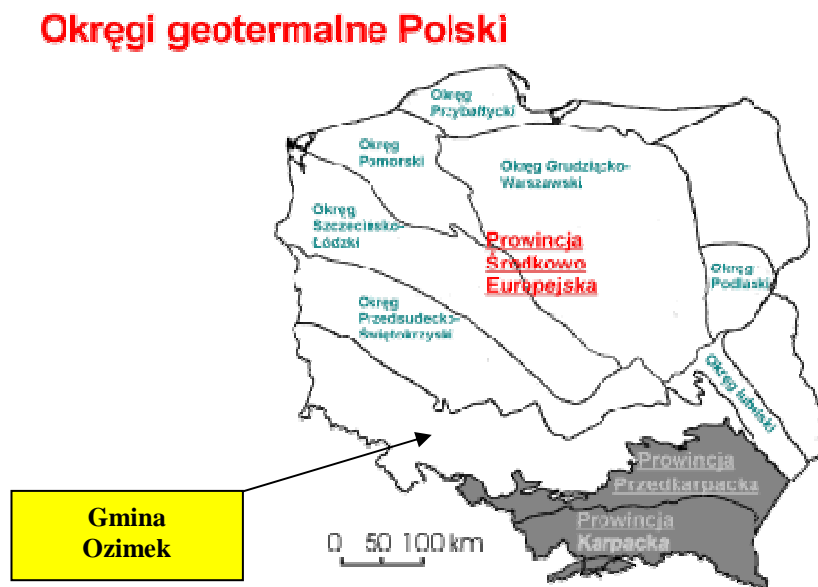 Okręgi geotermalne Polski
Okręg
Przybałtycki
Okręg
Pomorski
Okręg Grudziącko-
Warszawski
Okręg
Szczecińsko-
Łódzki
Prowincja
Środkowo
Europejska
Okręg
Podlaski
Okręg
Przedsudecko-
Świętokrzyski
Okręg lubelski
Prowincja
Przedkarpacka
Prowincja
Karpacka
Gmina
Ozimek
0 50 100 km